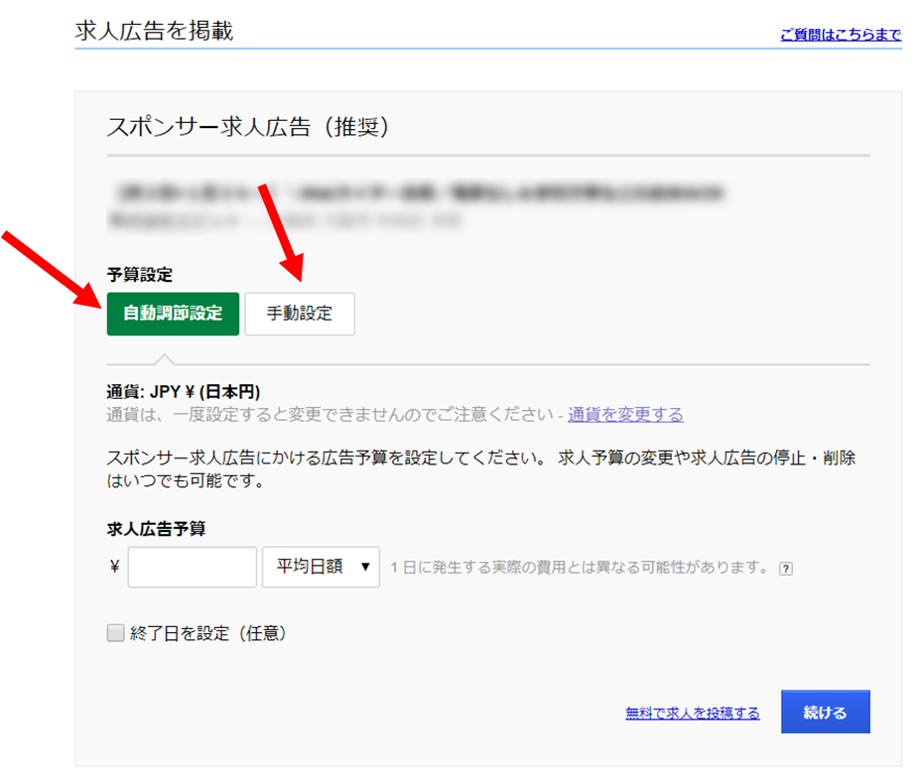 求人広告を掲載
ご質問はこちらまで
スポンサー求人広告（推奨）
予算設定
自動調節設定
手動設定
通貨: JPY ¥ (日本円)
通貨は、一度設定すると変更できませんのでご注意ください - 通貨を変更する
スポンサー求人広告にかける広告予算を設定してください。 求人予算の変更や求人広告の停止・削除
はいつでも可能です。
求人広告予算
¥ 平均日額 ▼ 1 日に発生する実際の費用とは異なる可能性があります。 ?
終了日を設定（任意）
無料で求人を投稿する
続ける